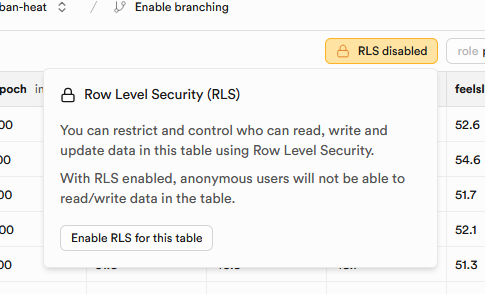 ban-heat / Enable branching
RLS disabled role
poch in feelsl
00 52.6
Row Level Security (RLS)
00 54.6
You can restrict and control who can read, write and
update data in this table using Row Level Security.
00 51.7
With RLS enabled, anonymous users will not be able to
read/write data in the table.
00 52.1
Enable RLS for this table
00 51.3